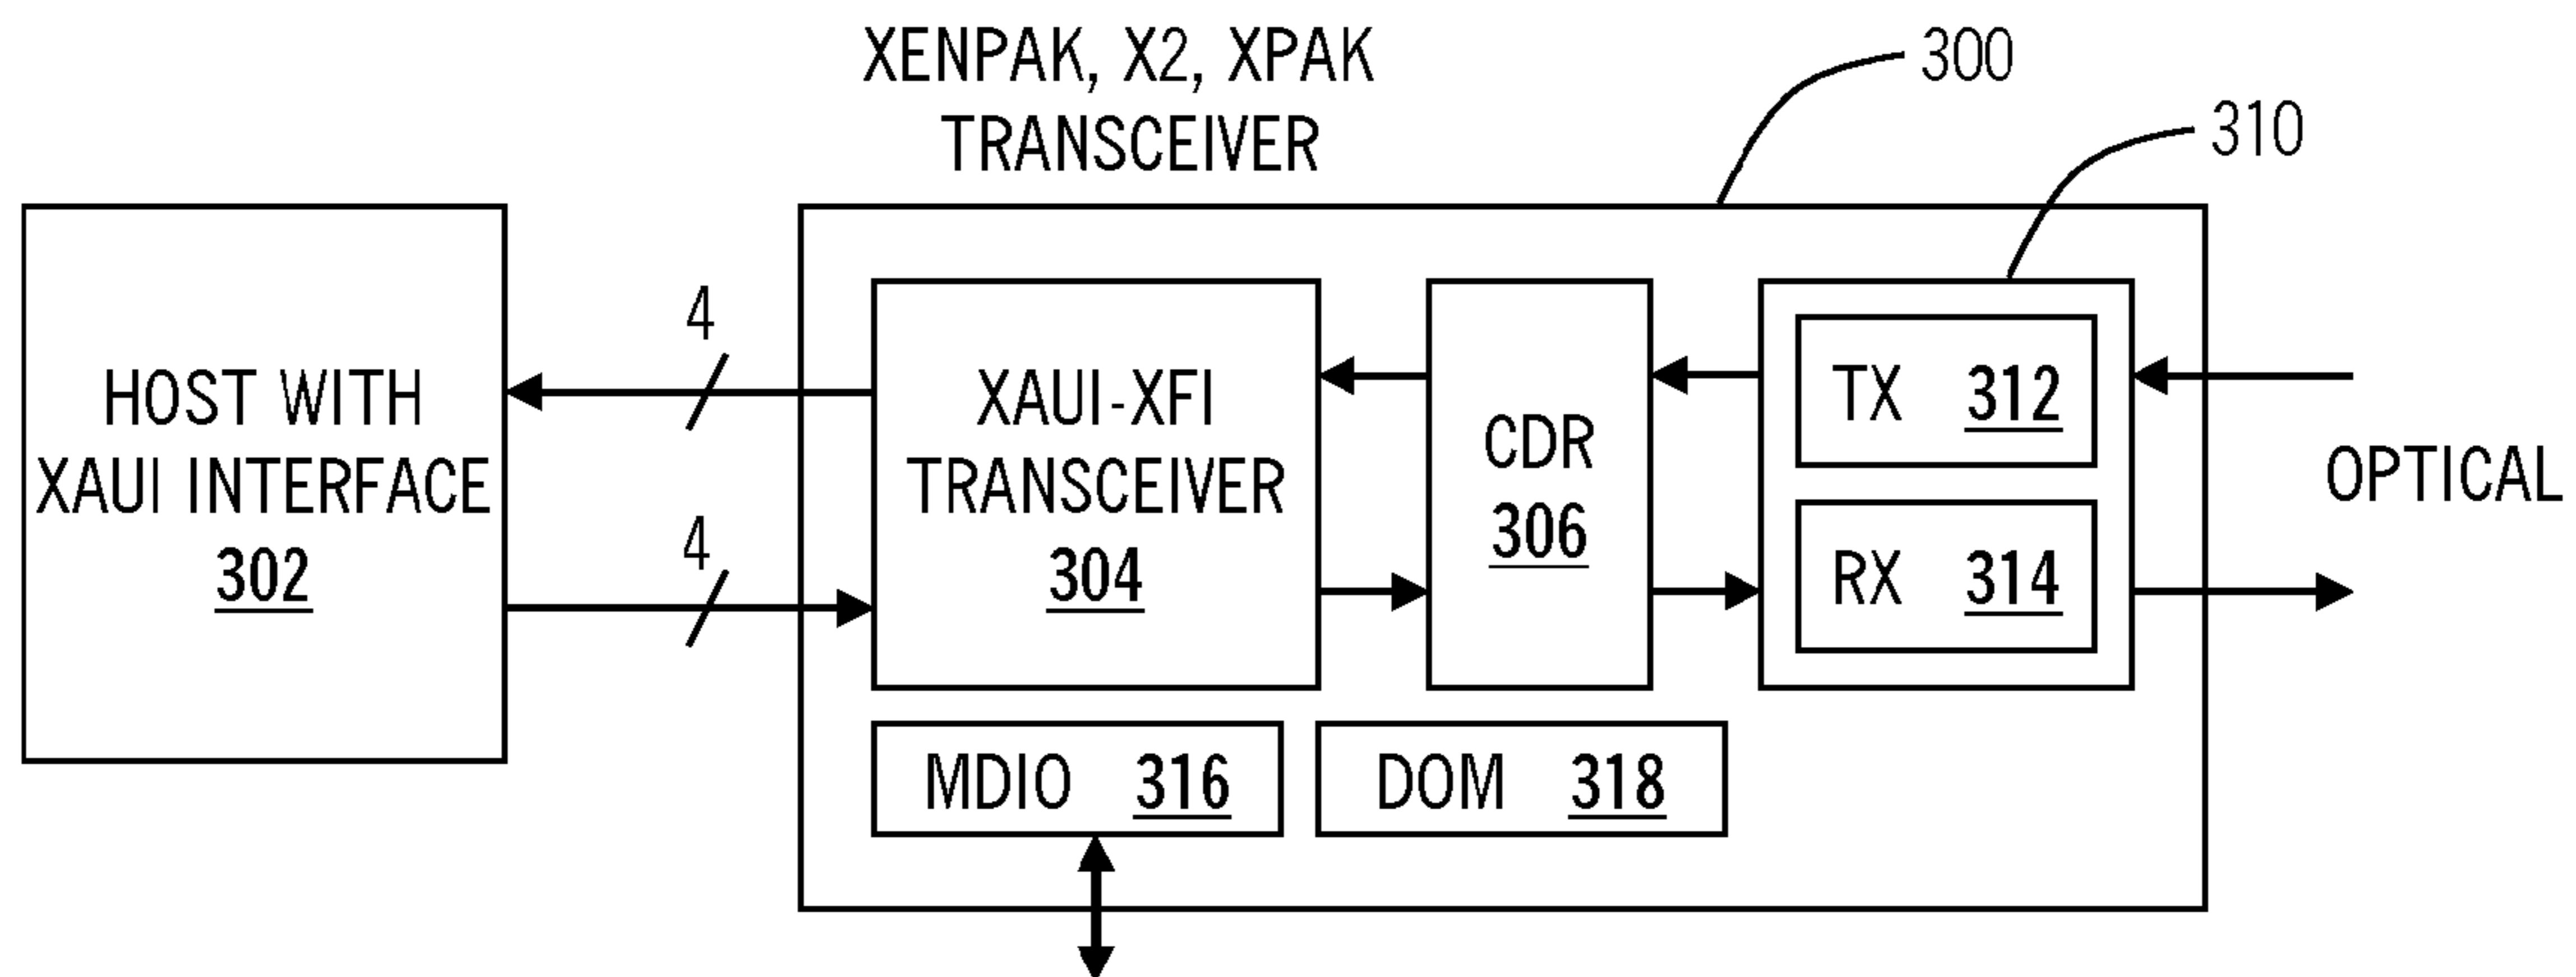 XENPAK, X2, XPAK
TRANSCEIVER
300
310
HOST WITH
XAUI INTERFACE
302
4
4
XAUI-XFI
TRANSCEIVER
304
CDR
306
TX 312
RX 314
OPTICAL
MDIO 316
DOM 318